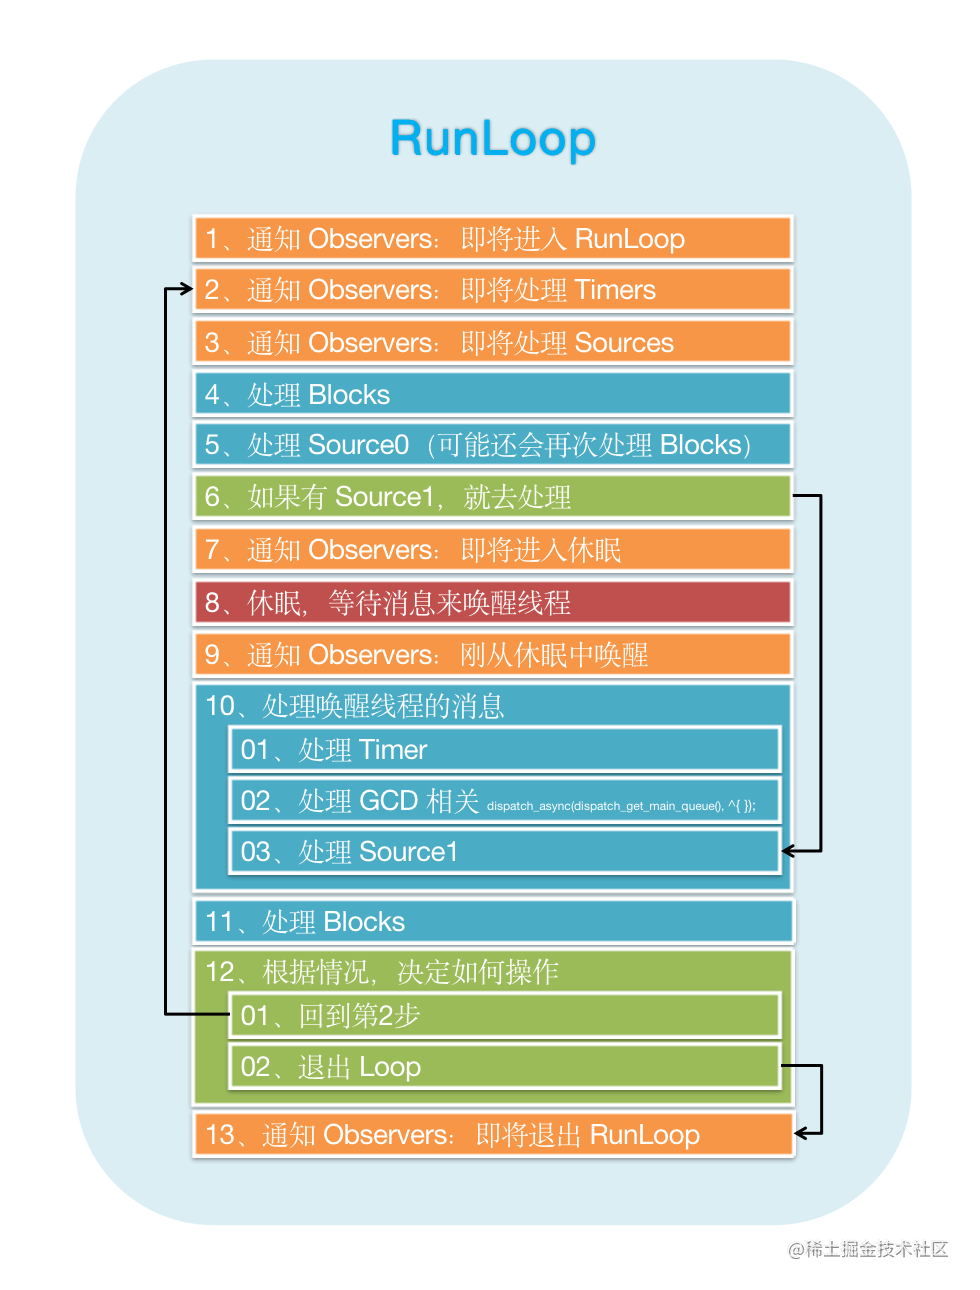 RunLoop
1、通知 Observers：即将进入 RunLoop
2、通知 Observers：即将处理 Timers
3、通知 Observers：即将处理 Sources
4、处理 Blocks
5、处理 Source0（可能还会再次处理 Blocks）
6、如果有 Source1，就去处理
7、通知 Observers：即将进入休眠
8、休眠，等待消息来唤醒线程
9、通知 Observers：刚从休眠中唤醒
10、处理唤醒线程的消息
01、处理 Timer
02、处理 GCD 相关 dispatch_async(dispatch_get_main_queue(), ^{ });
03、处理 Source1
11、处理 Blocks
12、根据情况，决定如何操作
01、回到第2步
02、退出 Loop
13、通知 Observers：即将退出 RunLoop
@稀土掘金技术社区